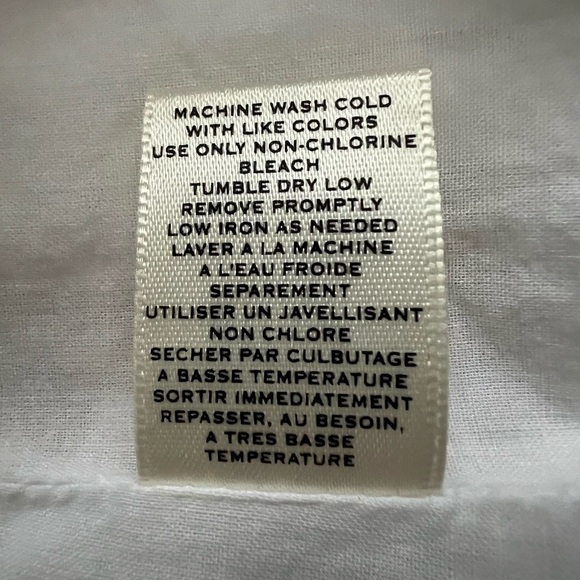 MACHINE WASH COLD
WITH LIKE COLORS
USE ONLY NON-CHLORINE
BLEACH
TUMBLE DRY LOW
REMOVE PROMPTLY
LOW IRON AS NEEDED
LAVER A LA MACHINE
A L'EAU FROIDE
SEPAREMENT
UTILISER UN JAVELLISANT
NON CHLORE
SECHER PAR CULBUTAGE
A BASSE TEMPERATURE
SORTIR IMMEDIATEMENT
REPASSER, AU BESOIN,
A TRES BASSE
TEMPERATURE